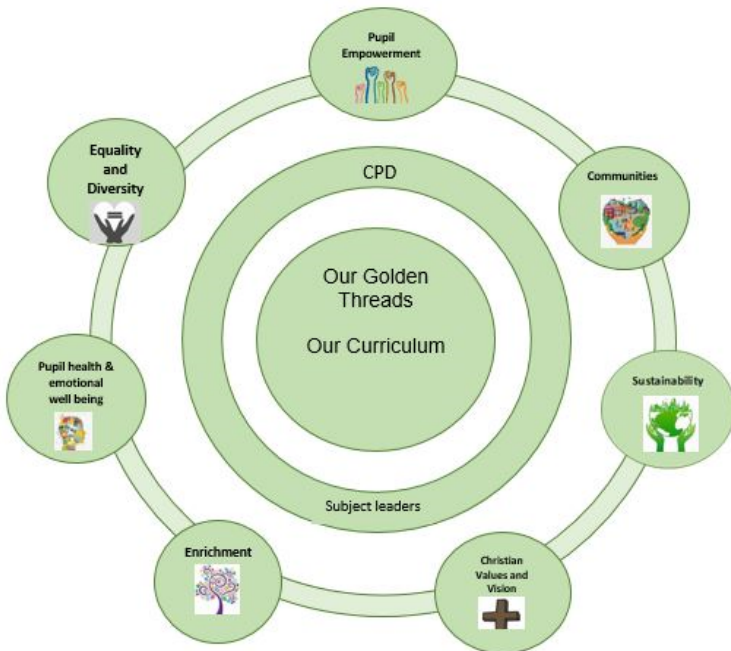 Pupil
Empowerment
Equality
and
Diversity
CPD
Communities
Our Golden
Threads
Our Curriculum
Pupil health &
emotional
well being
Sustainability
Subject leaders
Enrichment
Christian
Values and
Vision